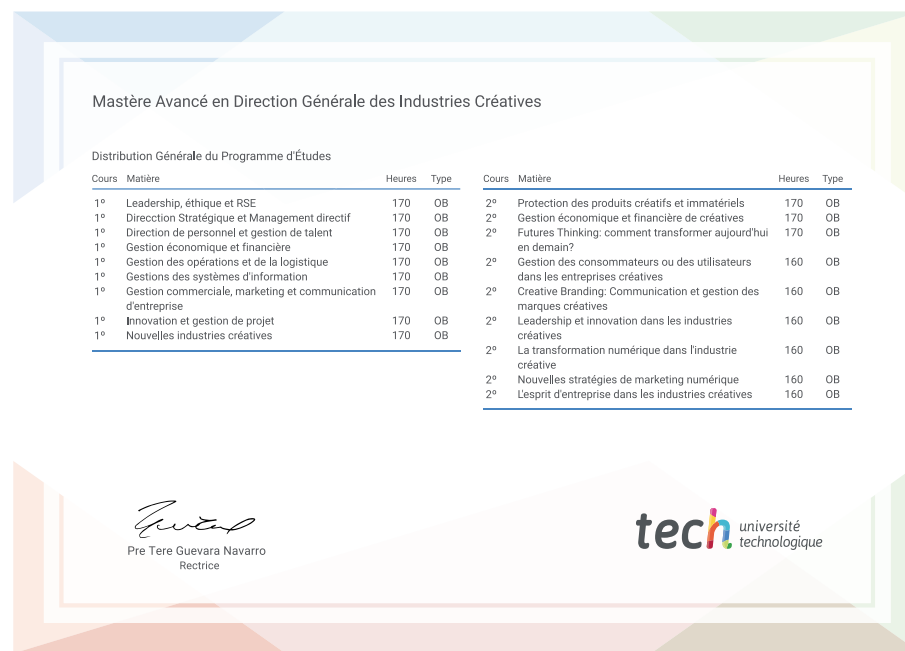 Mastère Avancé en Direction Générale des Industries Créatives
Distribution Générale du Programme d'Études
Cours Matière Heures Type
1º Leadership, éthique et RSE 170 OB
1º Direcction Stratégique et Management directif 170 OB
1º Direction de personnel et gestion de talent 170 OB
1º Gestion économique et financière 170 OB
1º Gestion des opérations et de la logistique 170 OB
1º Gestions des systèmes d'information 170 OB
1º Gestion commerciale, marketing et communication 170 OB
d'entreprise
1º Innovation et gestion de projet 170 OB
1º Nouvelles industries créatives 170 OB
Cours Matière Heures Type
2º Protection des produits créatifs et immatériels 170 OB
2º Gestion économique et financière de créatives 170 OB
2º Futures Thinking: comment transformer aujourd'hui 170 OB
en demain?
2º Gestion des consommateurs ou des utilisateurs 160 OB
dans les entreprises créatives
2º Creative Branding: Communication et gestion des 160 OB
marques créatives
2º Leadership et innovation dans les industries 160 OB
créatives
2º La transformation numérique dans l'industrie 160 OB
créative
2º Nouvelles stratégies de marketing numérique 160 OB
2º L'esprit d'entreprise dans les industries créatives 160 OB
Pre Tere Guevara Navarro
Rectrice
tech université
technologique